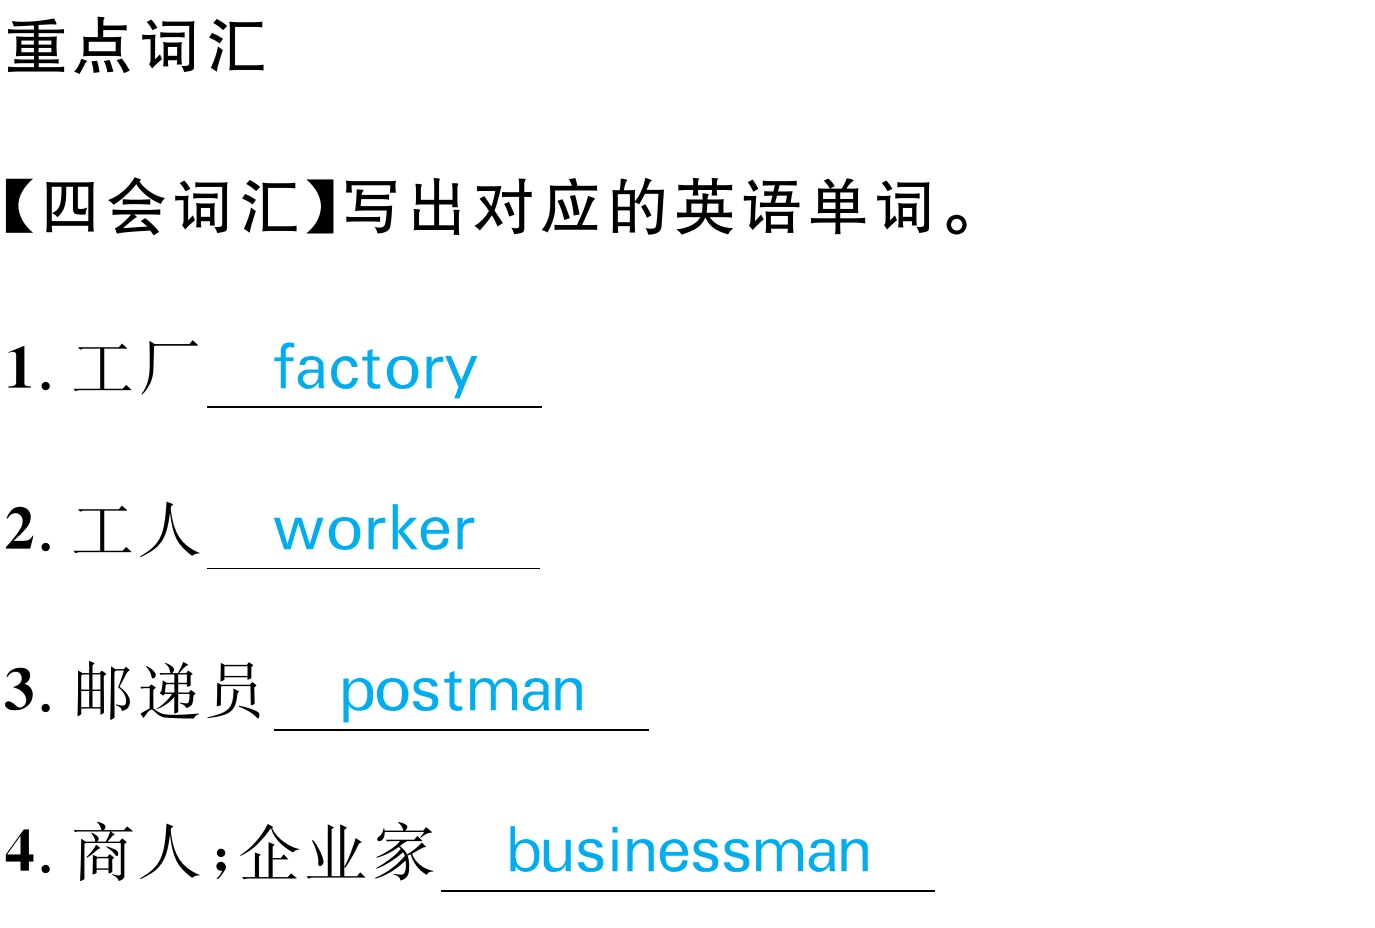 重点词汇
【四会词汇】写出对应的英语单词。
1. 工厂 factory
2. 工人 worker
3. 邮递员 postman
4. 商人;企业家 businessman